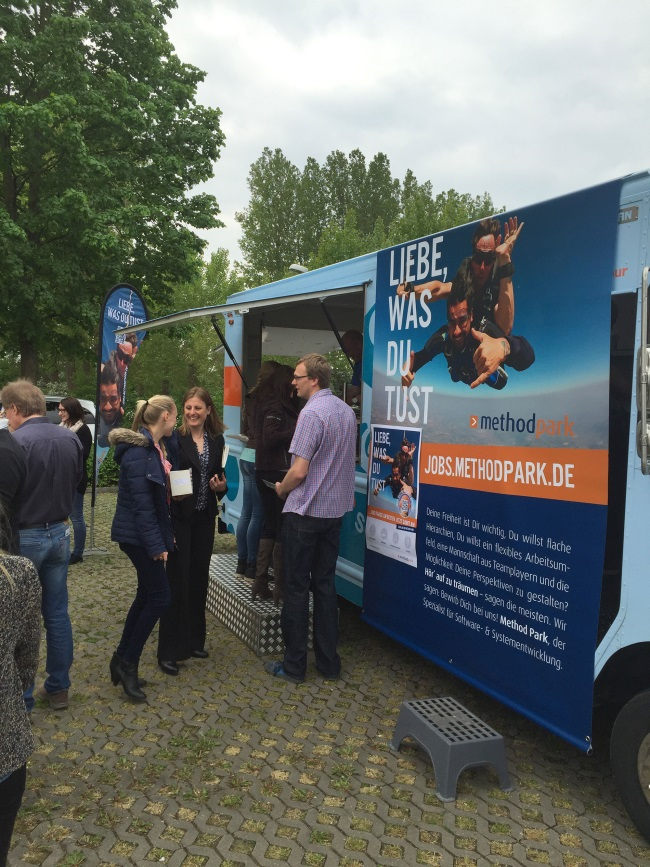 LIEBE,
WAS DU TUST
LIEBE,
WAS
DU
TUST
methodpark
JOBS.METHODPARK.DE
LIEBE,
WAS
DU
TUST
Deine Freiheit ist Dir wichtig, Du willst flache
Hierarchien, Du willst ein flexibles Arbeitsum-
feld, eine Mannschaft aus Teamplayern und die
Möglichkeit Deine Perspektiven zu gestalten?
Hör' auf zu träumen – sagen die meisten. Wir
sagen: Bewirb Dich bei uns! Method Park, der
Spezialist für Software- & Systementwicklung.